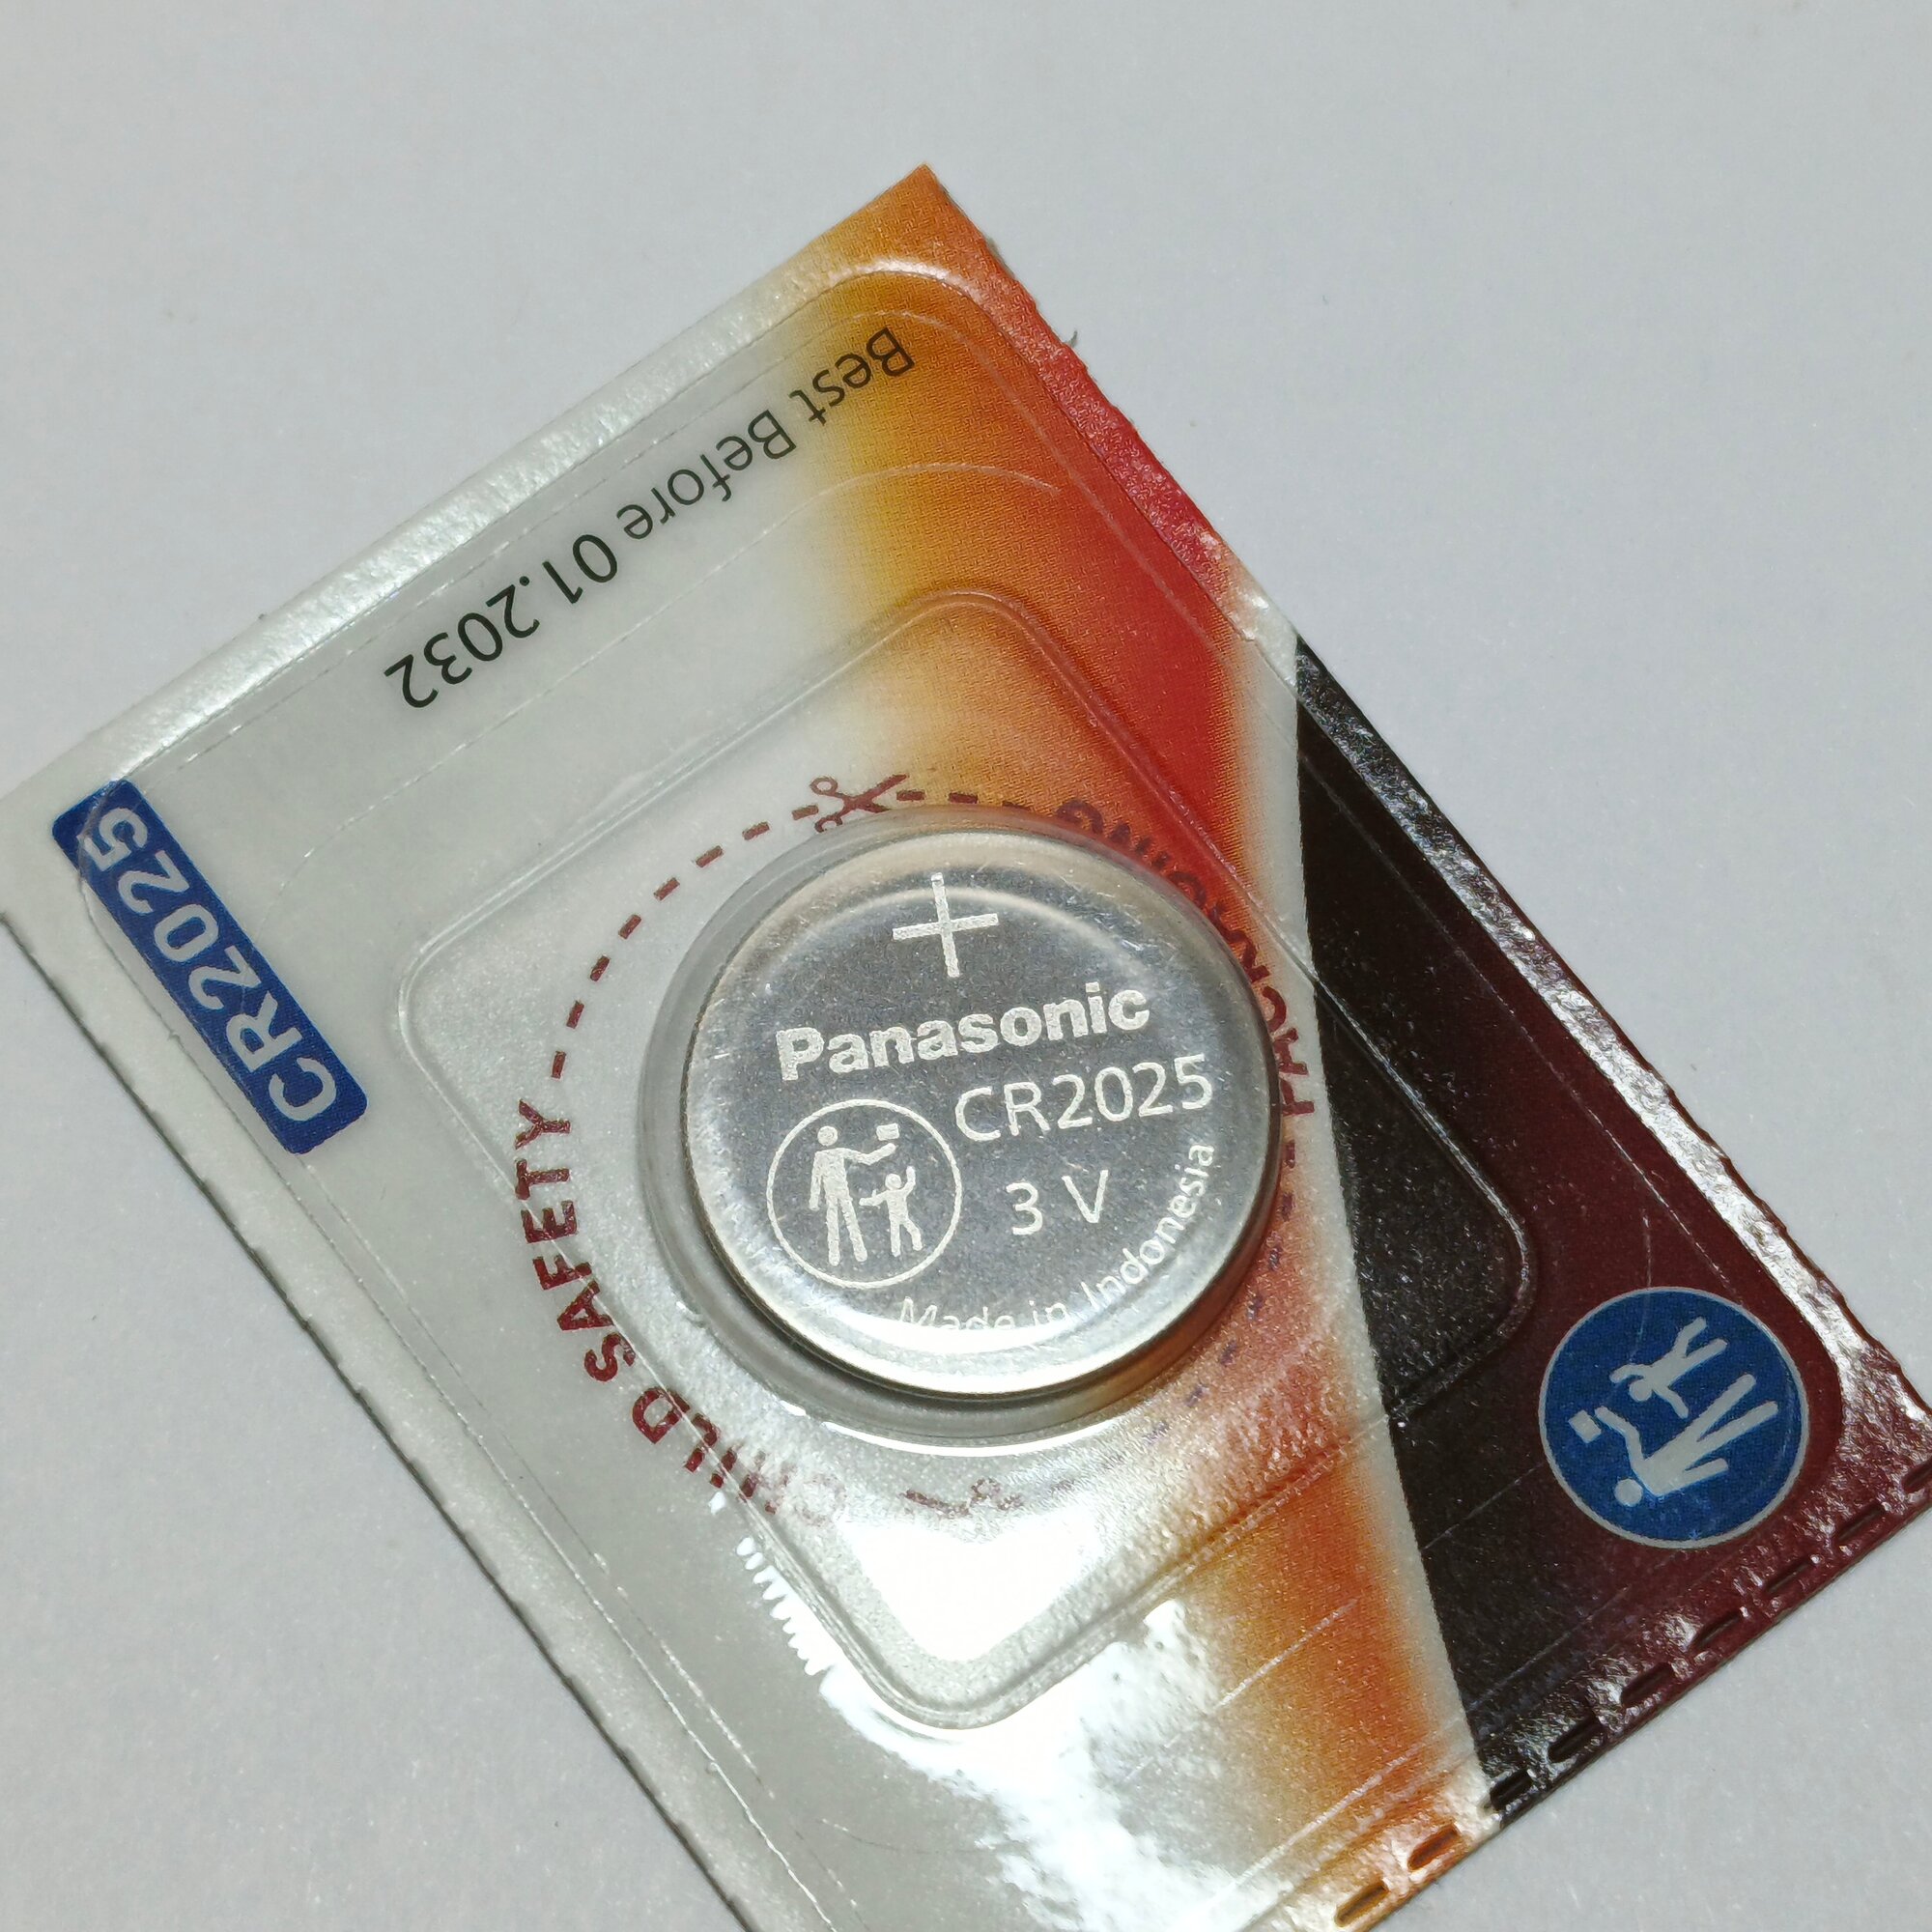 Best Before 01.2032
CR2025
CHILD SAFETY
PACKAGING
+
Panasonic
CR2025
3 V
Made in Indonesia